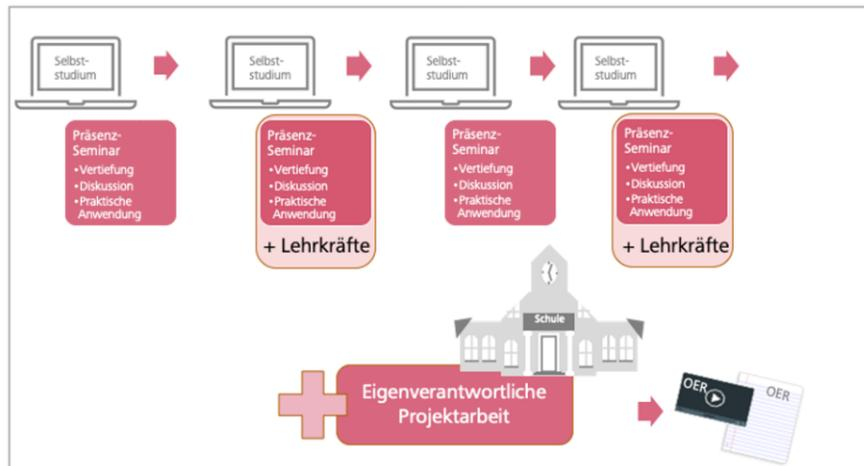 Selbst-
studium
Selbst-
studium
Selbst-
studium
Selbst-
studium
Präsenz-
Seminar
•Vertiefung
•Diskussion
•Praktische
Anwendung
Präsenz-
Seminar
•Vertiefung
•Diskussion
•Praktische
Anwendung
+ Lehrkräfte
Präsenz-
Seminar
•Vertiefung
•Diskussion
•Praktische
Anwendung
Präsenz-
Seminar
•Vertiefung
•Diskussion
•Praktische
Anwendung
+ Lehrkräfte
Schule
Eigenverantwortliche
Projektarbeit
OER
OER